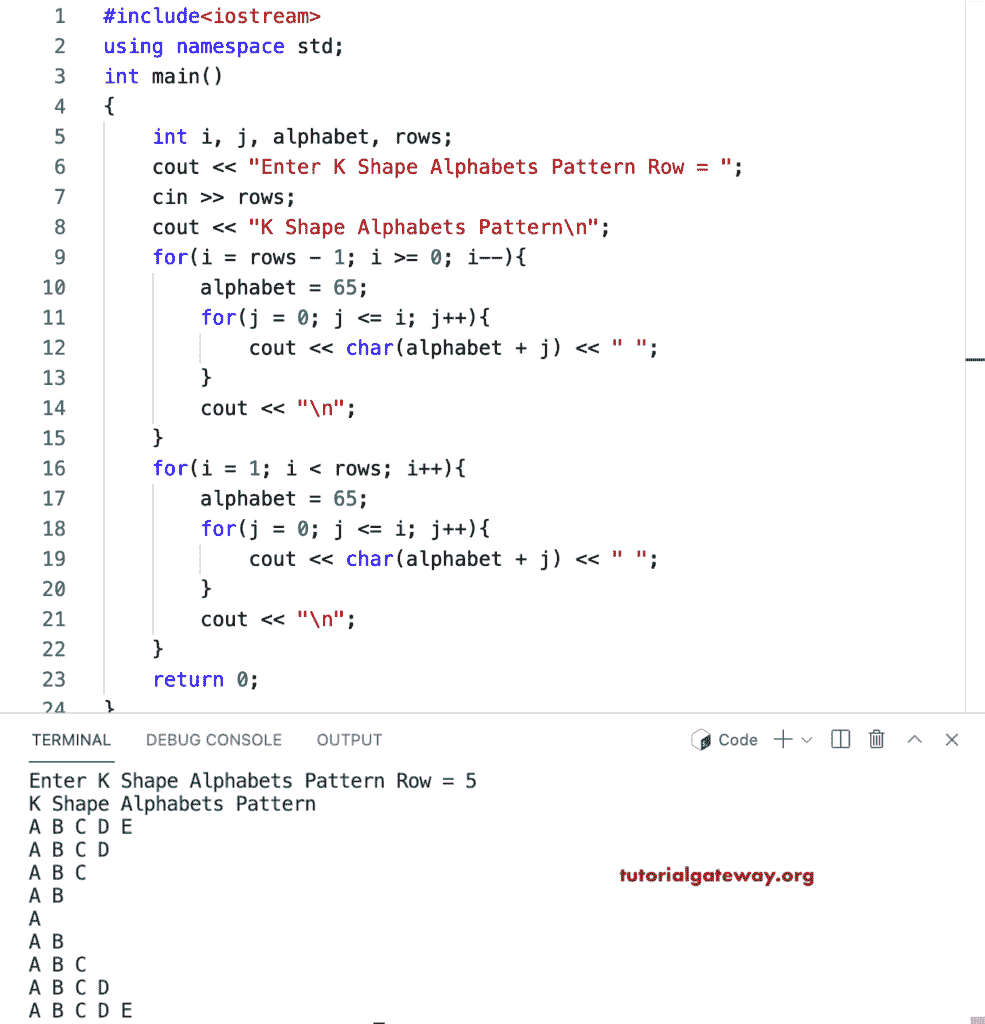 1 #include<iostream>
2 using namespace std;
3 int main()
4 {
5 int i, j, alphabet, rows;
6 cout << "Enter K Shape Alphabets Pattern Row = ";
7 cin >> rows;
8 cout << "K Shape Alphabets Pattern\n";
9 for(i = rows - 1; i >= 0; i--){
10 alphabet = 65;
11 for(j = 0; j <= i; j++){
12 cout << char(alphabet + j) << " ";
13 }
14 cout << "\n";
15 }
16 for(i = 1; i < rows; i++){
17 alphabet = 65;
18 for(j = 0; j <= i; j++){
19 cout << char(alphabet + j) << " ";
20 }
21 cout << "\n";
22 }
23 return 0;
24 }
TERMINAL DEBUG CONSOLE OUTPUT Code
Enter K Shape Alphabets Pattern Row = 5
K Shape Alphabets Pattern
A B C D E
A B C D
A B C
tutorialgateway.org
A B
A
A B
A B C
A B C D
A B C D E